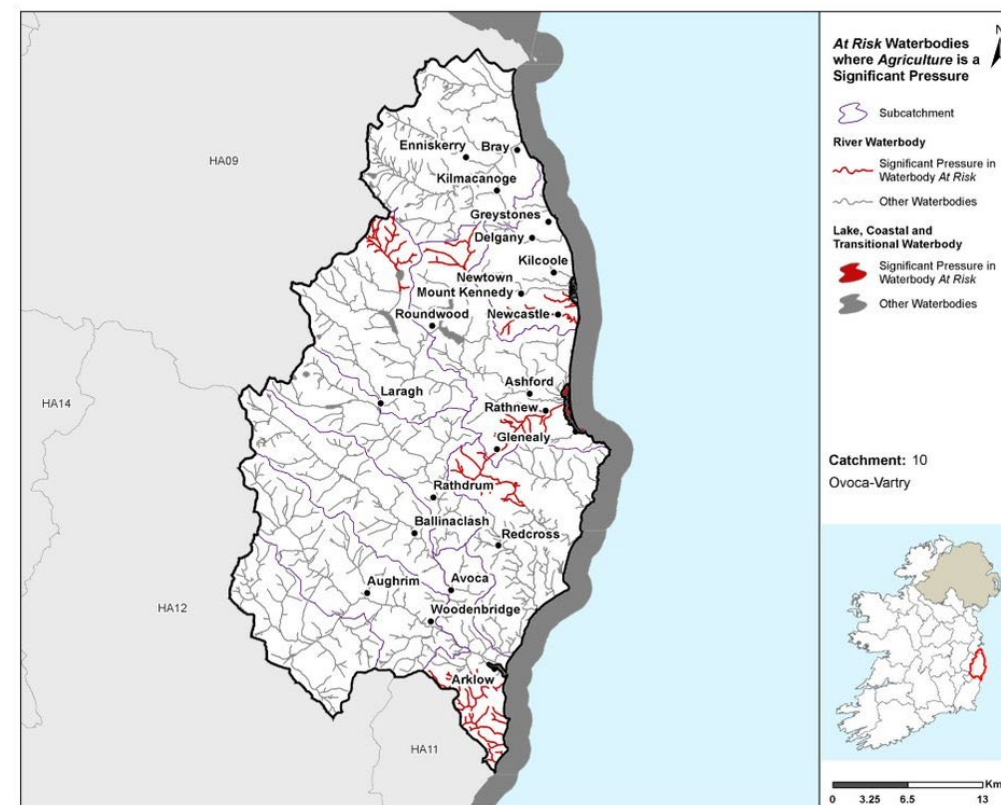 At Risk Waterbodies
where Agriculture is a
Significant Pressure
N
Subcatchment
River Waterbody
Significant Pressure in
Waterbody At Risk
Other Waterbodies
Lake, Coastal and
Transitional Waterbody
Significant Pressure in
Waterbody At Risk
Other Waterbodies
Catchment: 10
Ovoca-Vartry
Km
0 3.25 6.5 13
HA09
HA14
HA12
HA11
Enniskerry
Bray
Kilmacanoge
Greystones
Delgany
Kilcoole
Newtown
Mount Kennedy
Newcastle
Roundwood
Ashford
Laragh
Rathnew
Glenealy
Rathdrum
Ballinaclash
Redcross
Aughrim
Avoca
Woodenbridge
Arklow